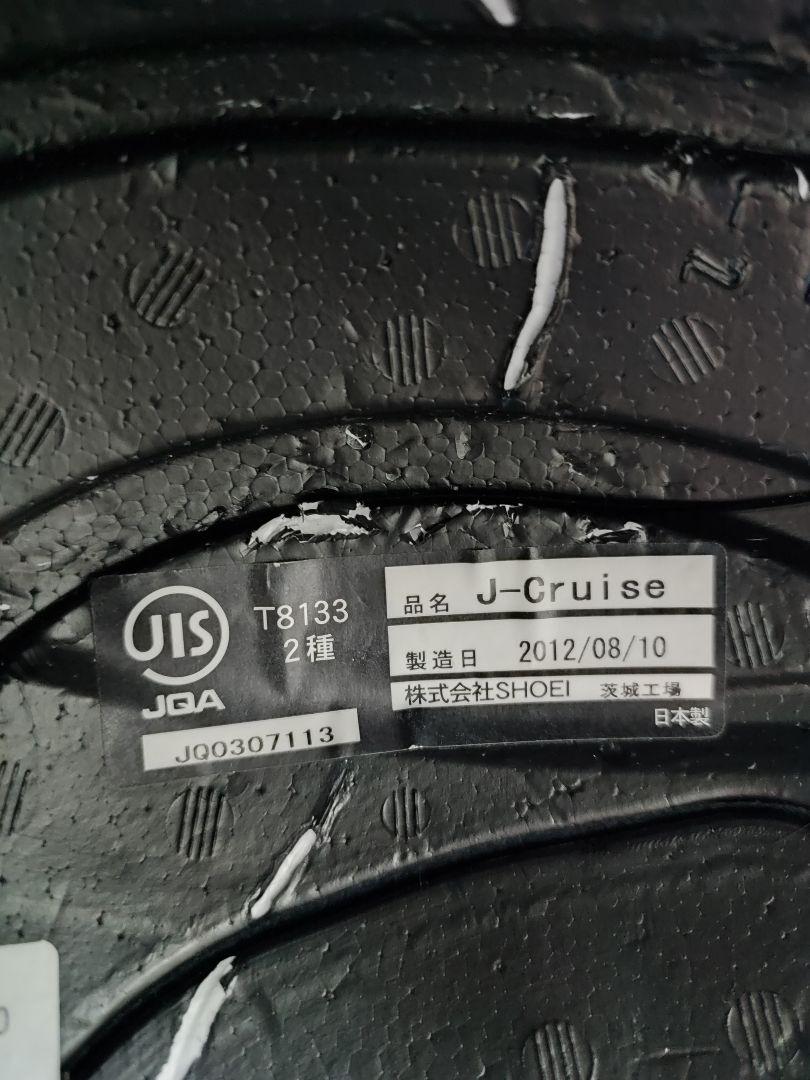 JIS
JQA
T8133
2種
JQ0307113
品名 J-Cruise
製造日 2012/08/10
株式会社SHOEI 茨城工場
日本製